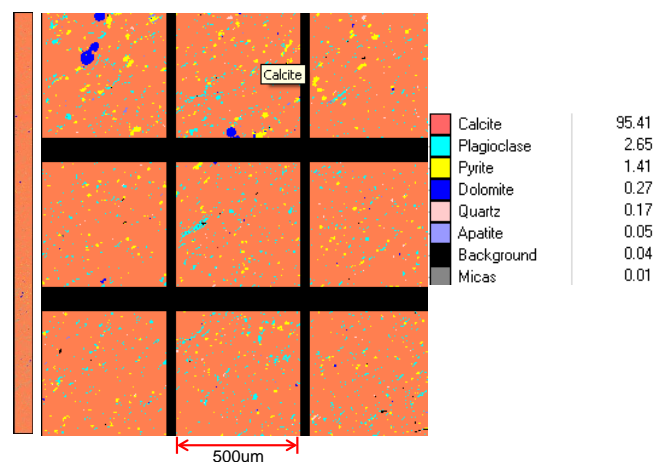 Calcite
Calcite 95.41
Plagioclase 2.65
Pyrite 1.41
Dolomite 0.27
Quartz 0.17
Apatite 0.05
Background 0.04
Micas 0.01
500um